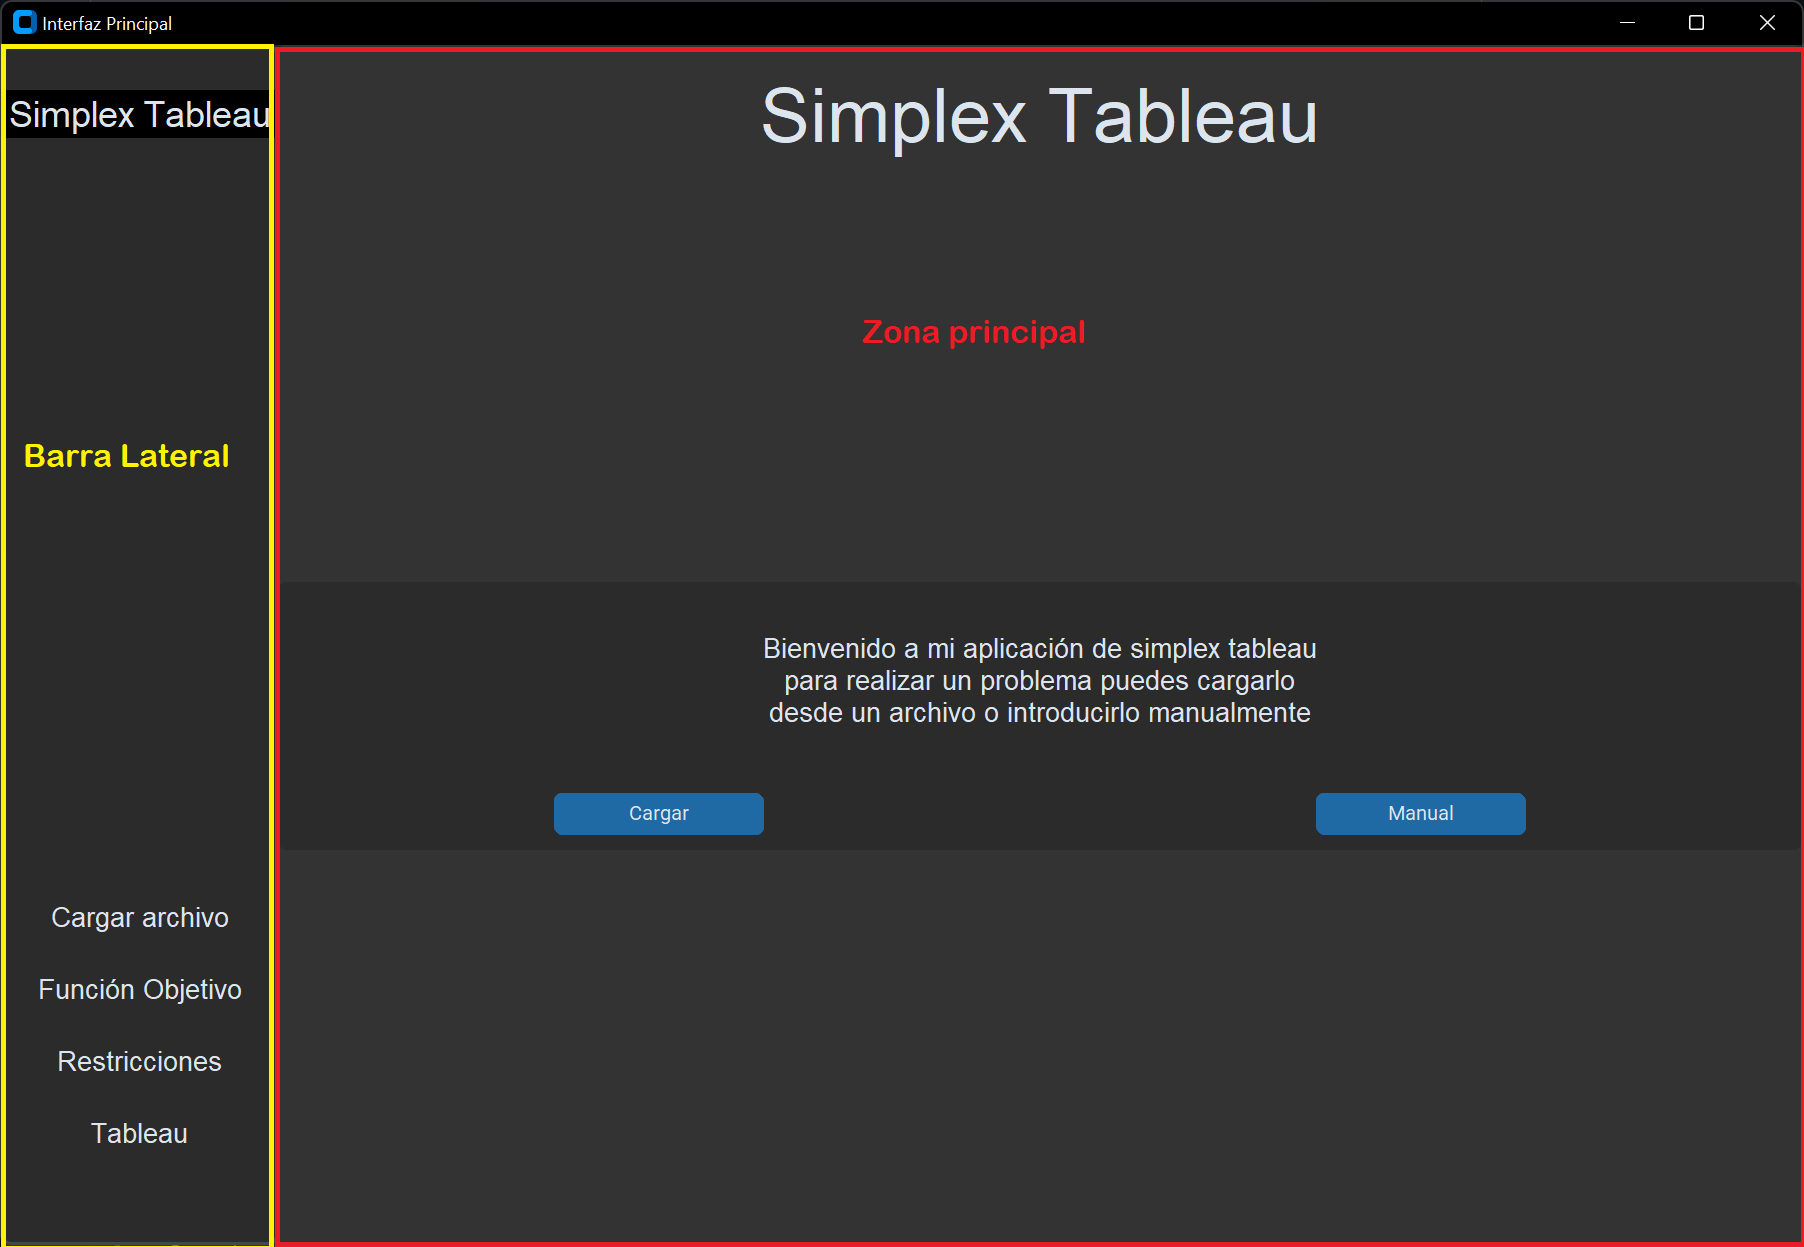 Interfaz Principal
Simplex Tableau
Barra Lateral
Cargar archivo
Función Objetivo
Restricciones
Tableau
Simplex Tableau
Zona principal
Bienvenido a mi aplicación de simplex tableau
para realizar un problema puedes cargarlo
desde un archivo o introducirlo manualmente
Cargar
Manual